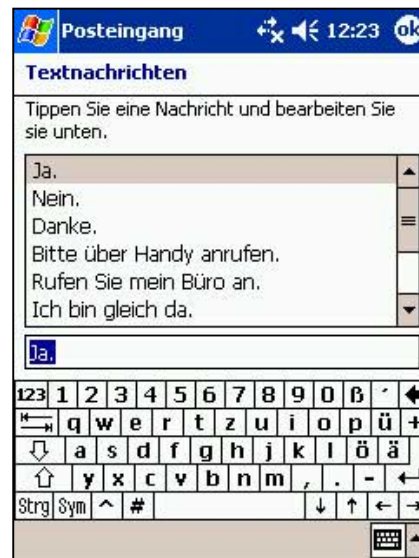 Posteingang 12:23 ok
Textnachrichten
Tippen Sie eine Nachricht und bearbeiten Sie
sie unten.
Ja.
Nein.
Danke.
Bitte über Handy anrufen.
Rufen Sie mein Büro an.
Ich bin gleich da.
Ja.
123 1 2 3 4 5 6 7 8 9 0 ß ´
q w e r t z u i o p ü +
a s d f g h j k l ö ä
y x c v b n m , . -
Strg Sym ^ #